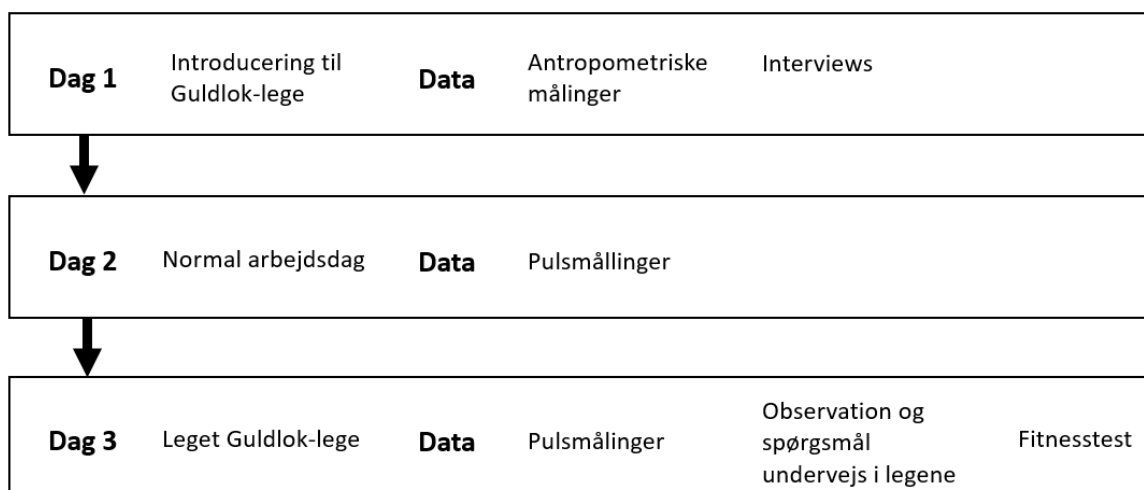 Dag 1
Introducering til
Guldlok-lege
Data
Antropometriske
målinger
Interviews
Dag 2
Normal arbejdsdag
Data
Pulsmållinger
Dag 3
Leget Guldlok-lege
Data
Pulsmålinger
Observation og
spørgsmål
undervejs i legene
Fitnesstest